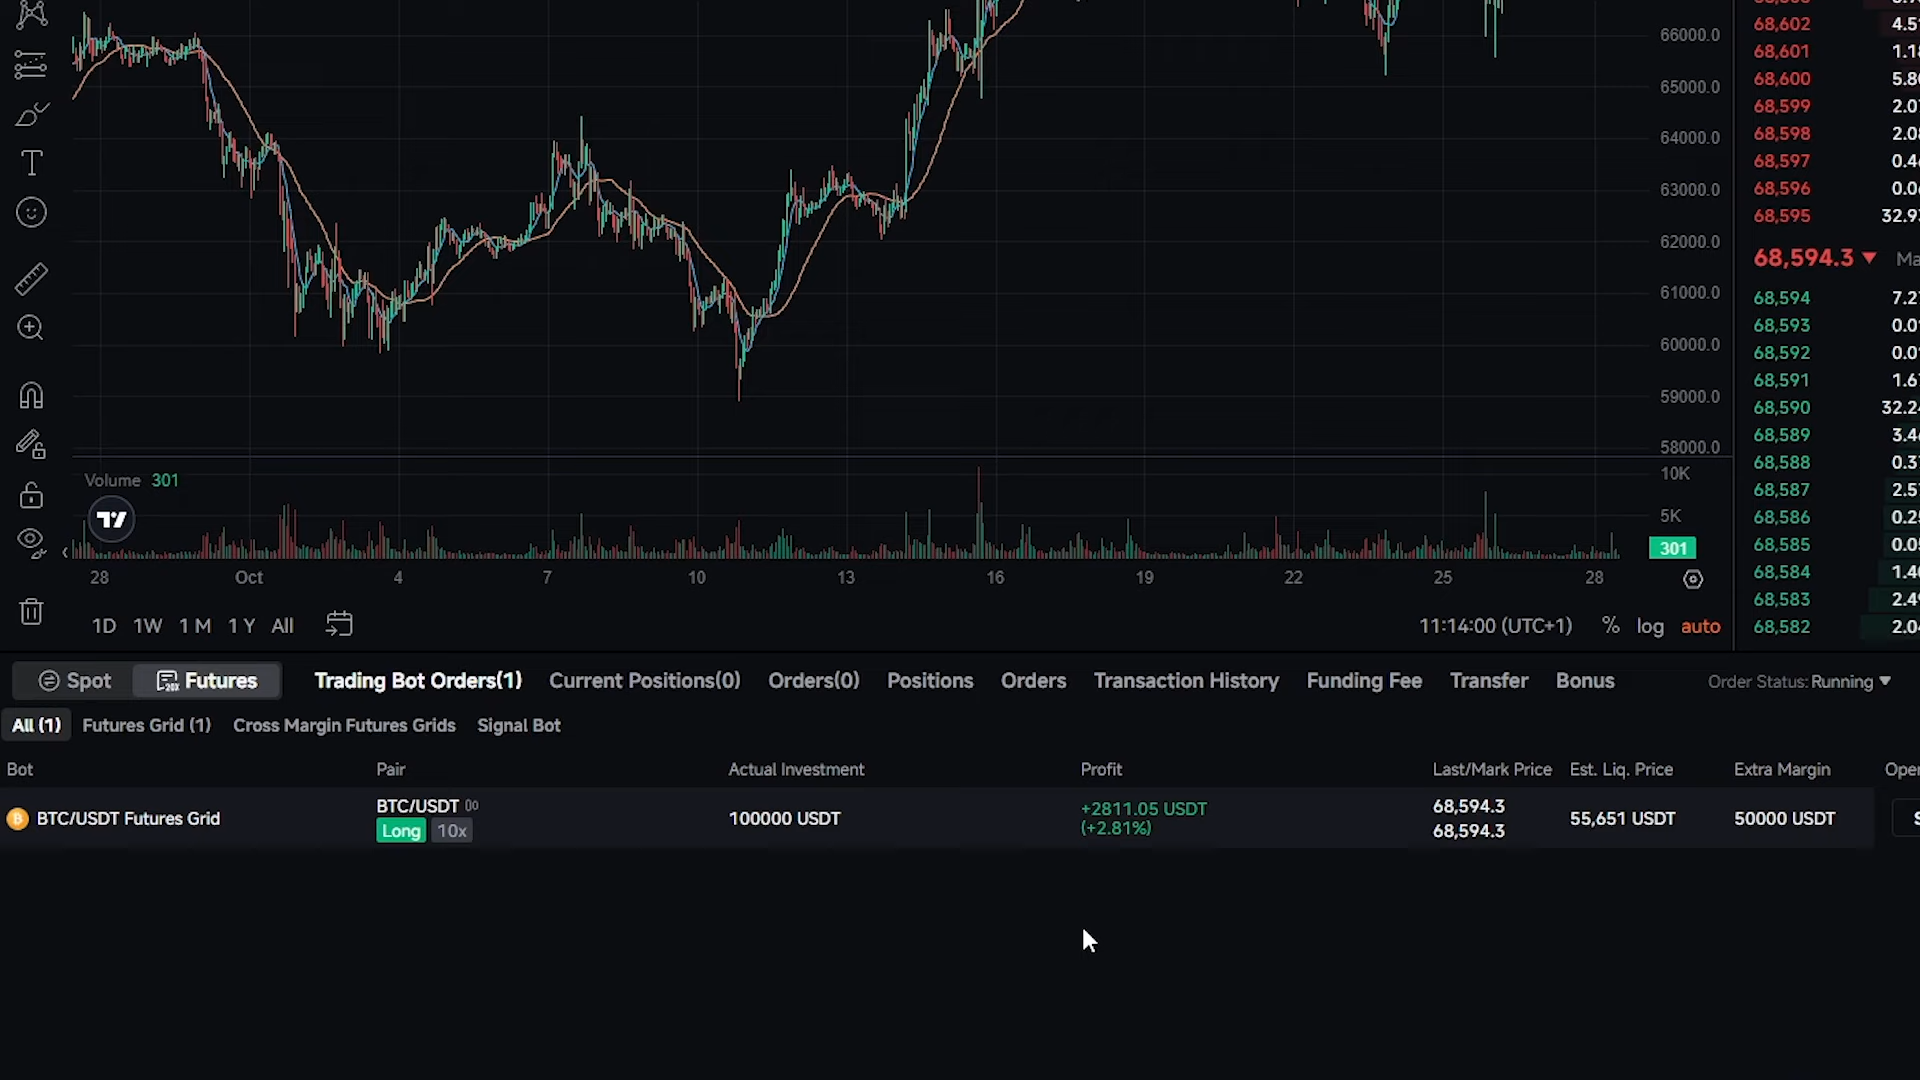 66000.0
65000.0
64000.0
63000.0
62000.0
61000.0
60000.0
59000.0
58000.0
68,602
68,601 1.18
68,600
68,599
68,598
68,597
68,596
68,595
68,594.3 ▼
68,594
68,593
68,592
68,591
68,590
68,589
68,588
68,587
68,586
68,585
68,584
68,583
68,582
Volume 301
10K
5K
301
28 Oct 4 7 10 13 16 19 22 25 28
1D 1W 1 M 1 Y All
11:14:00 (UTC+1) % log auto
Spot Futures Trading Bot Orders(1) Current Positions(0) Orders(0) Positions Orders Transaction History Funding Fee Transfer Bonus Order Status: Running
All (1) Futures Grid (1) Cross Margin Futures Grids Signal Bot
Bot Pair Actual Investment Profit Last/Mark Price Est. Liq. Price Extra Margin
BTC/USDT Futures Grid BTC/USDT 100000 USDT +2811.05 USDT 68,594.3 55,651 USDT 50000 USDT
Long 10x (+2.81%) 68,594.3